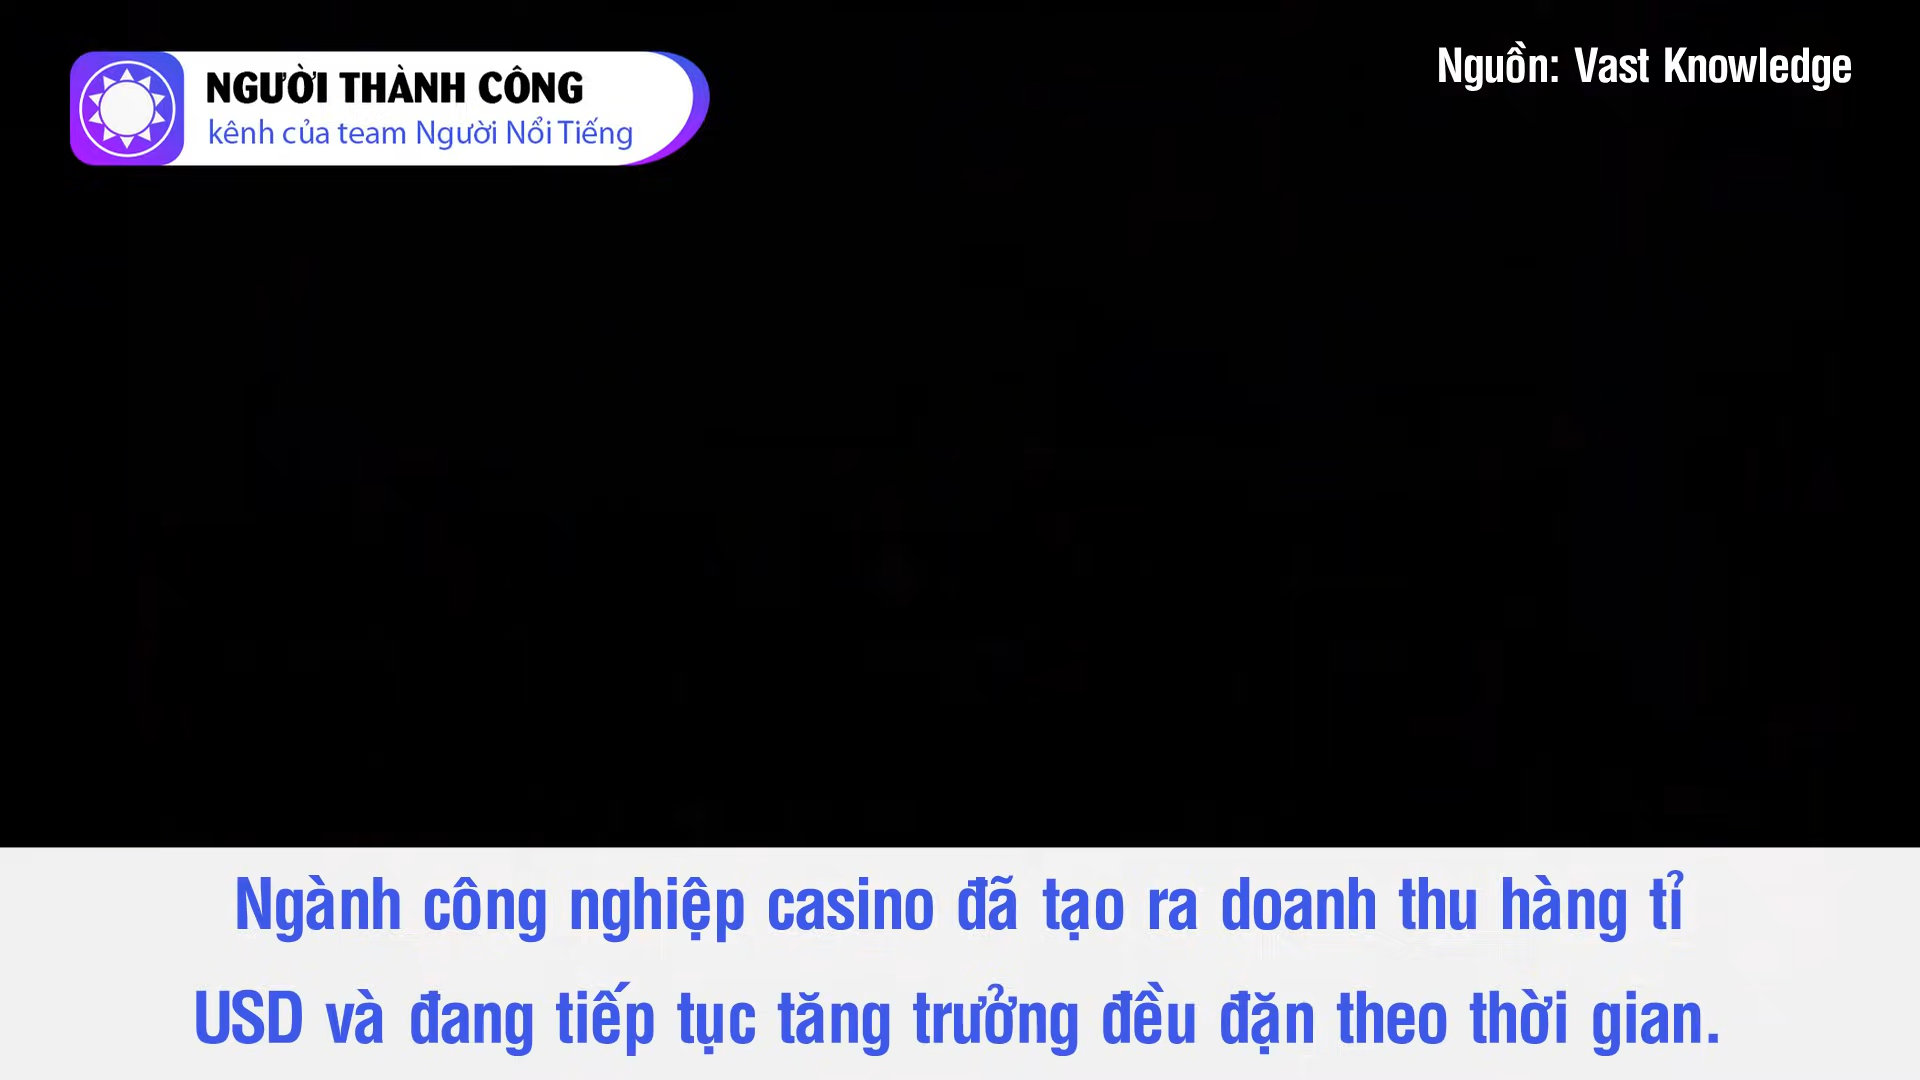 NGƯỜI THÀNH CÔNG
kênh của team Người Nổi Tiếng
Nguồn: Vast Knowledge
Ngành công nghiệp casino đã tạo ra doanh thu hàng tỉ
USD và đang tiếp tục tăng trưởng đều đặn theo thời gian.